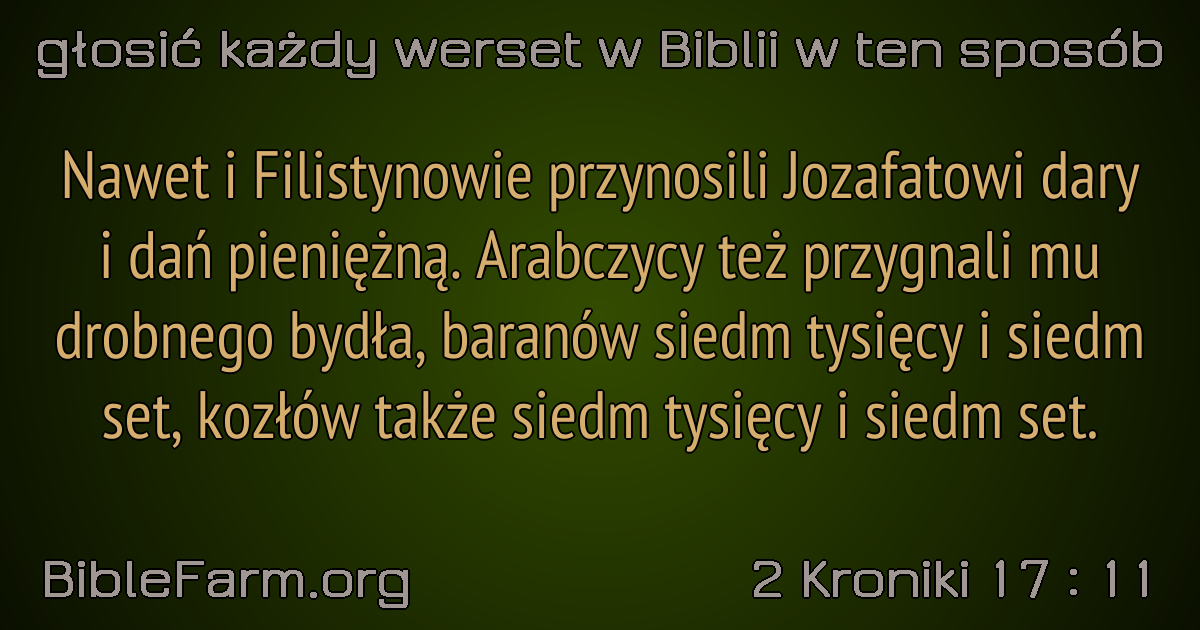 głosić każdy werset w Biblii w ten sposób
Nawet i Filistynowie przynosili Jozafatowi dary
i dań pieniężną. Arabczycy też przygnali mu
drobnego bydła, baranów siedm tysięcy i siedm
set, kozłów także siedm tysięcy i siedm set.
BibleFarm.org
2 Kroniki 17 : 11